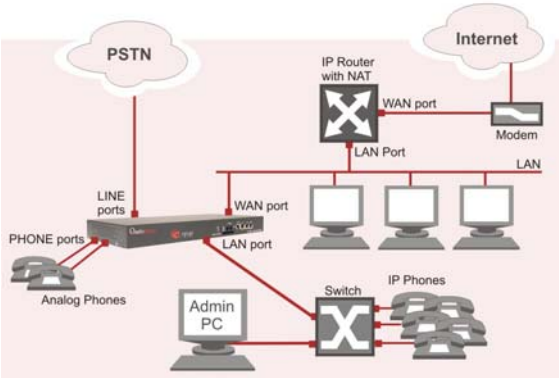 PSTN
Internet
IP Router
with NAT
WAN port
Modem
LAN Port
LAN
LINE
ports
WAN port
PHONE ports
LAN port
Analog Phones
Switch
IP Phones
Admin
PC